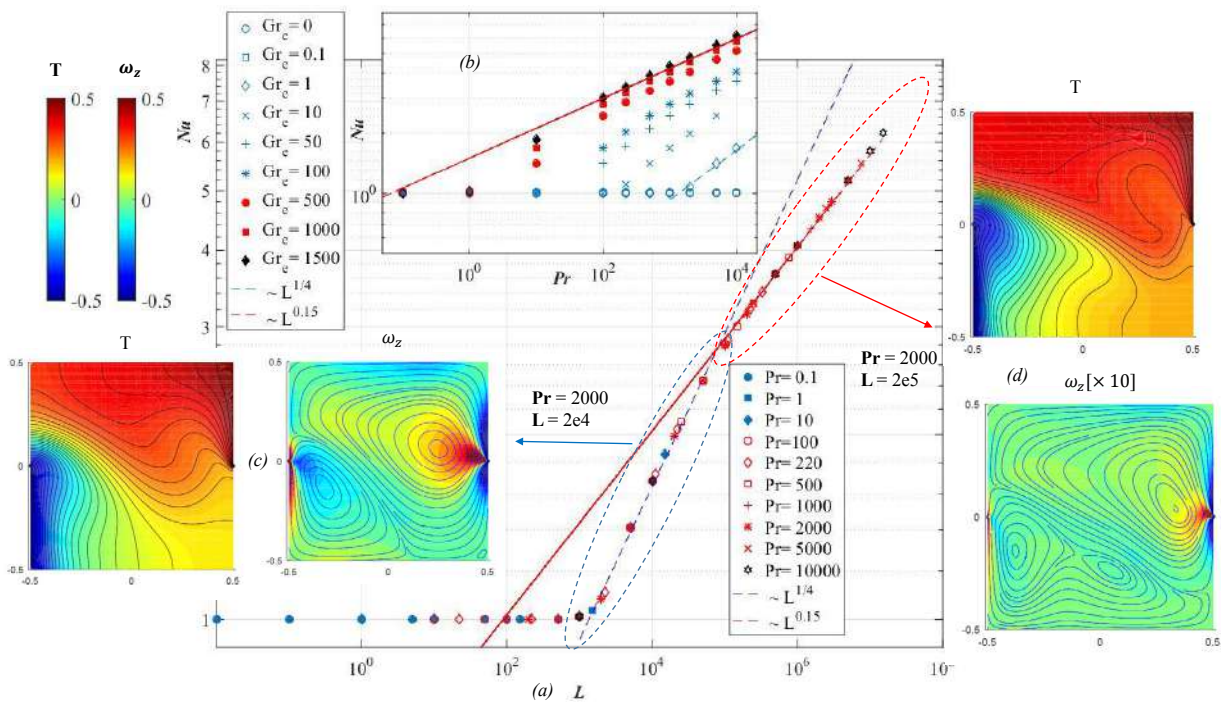 T
ω_z
0.5
0.5
0
0
-0.5
-0.5
Gr_e = 0
Gr_e = 0.1
Gr_e = 1
Gr_e = 10
Gr_e = 50
Gr_e = 100
Gr_e = 500
Gr_e = 1000
Gr_e = 1500
~ L^{1/4}
~ L^{0.15}
(b)
Nu
10^0
10^0
10^2
10^4
Pr
Nu
8
7
6
5
4
3
1
10^0
10^2
10^4
10^6
(a)
L
T
0.5
0
-0.5
-0.5
0
0.5
(c)
ω_z
0.5
0
-0.5
-0.5
0
0.5
Pr = 2000
L = 2e4
Pr = 2000
L = 2e5
Pr= 0.1
Pr= 1
Pr= 10
Pr=100
Pr= 220
Pr= 500
Pr= 1000
Pr= 2000
Pr= 5000
Pr= 10000
~ L^{1/4}
~ L^{0.15}
T
0.5
0
-0.5
-0.5
0
0.5
(d)
ω_z[× 10]
0.5
0
-0.5
-0.5
0
0.5